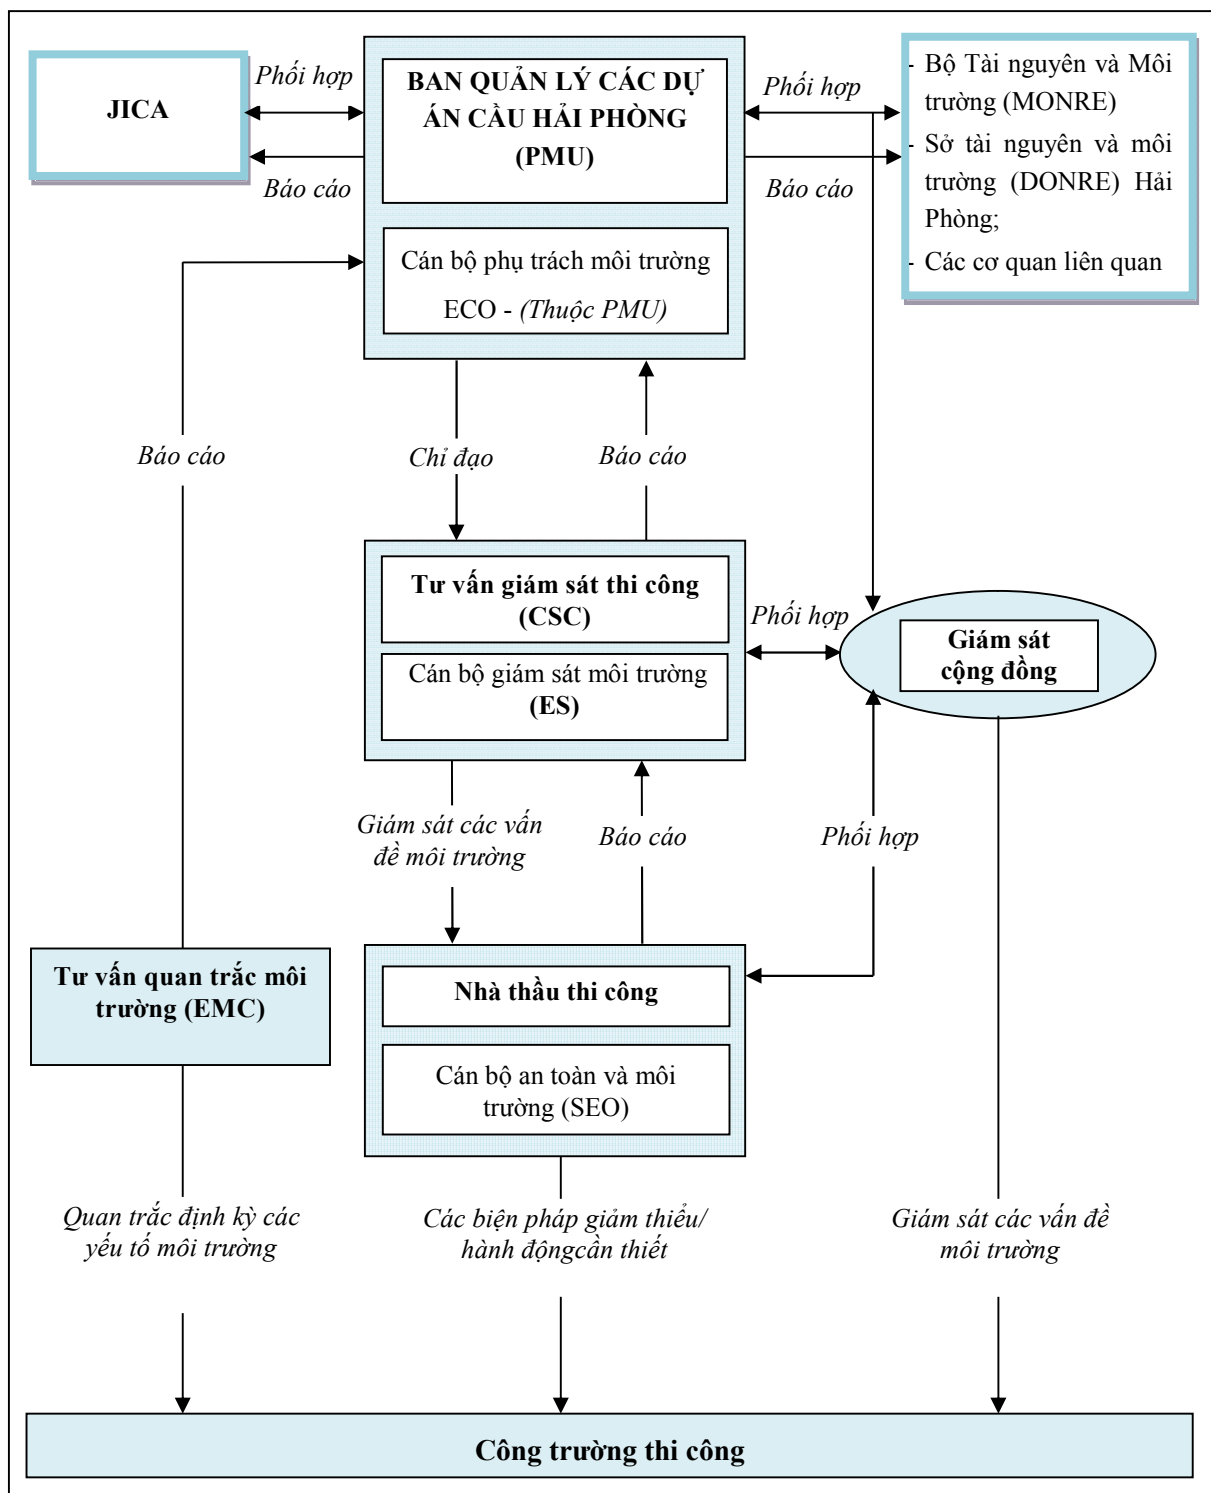 JICA
Phối hợp
Báo cáo
BAN QUẢN LÝ CÁC DỰ
ÁN CẦU HẢI PHÒNG
(PMU)
Cán bộ phụ trách môi trường
ECO - (Thuộc PMU)
Phối hợp
Báo cáo
- Bộ Tài nguyên và Môi
trường (MONRE)
- Sở tài nguyên và môi
trường (DONRE) Hải
Phòng;
- Các cơ quan liên quan
Báo cáo
Chỉ đạo
Báo cáo
Tư vấn giám sát thi công
(CSC)
Cán bộ giám sát môi trường
(ES)
Phối hợp
Giám sát
cộng đồng
Giám sát các vấn
đề môi trường
Báo cáo
Phối hợp
Tư vấn quan trắc môi
trường (EMC)
Nhà thầu thi công
Cán bộ an toàn và môi
trường (SEO)
Quan trắc định kỳ các
yếu tố môi trường
Các biện pháp giảm thiểu/
hành độngcần thiết
Giám sát các vấn đề
môi trường
Công trường thi công